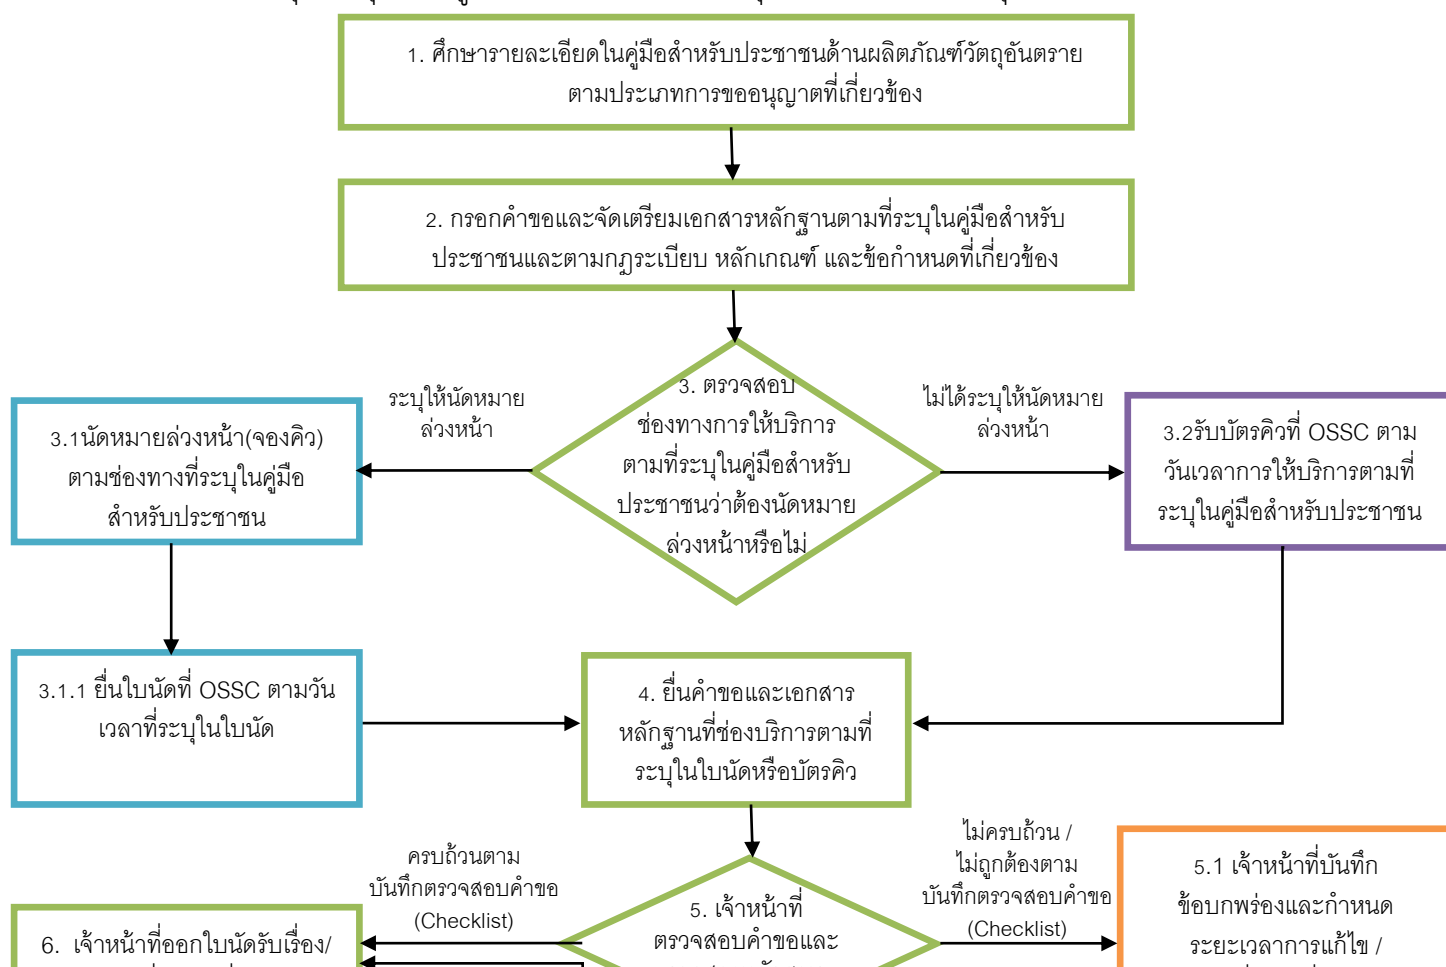 1. ศึกษารายละเอียดในคู่มือสำหรับประชาชนด้านผลิตภัณฑ์วัตถุอันตราย
ตามประเภทการขออนุญาตที่เกี่ยวข้อง
2. กรอกคำขอและจัดเตรียมเอกสารหลักฐานตามที่ระบุในคู่มือสำหรับ
ประชาชนและตามกฎระเบียบ หลักเกณฑ์ และข้อกำหนดที่เกี่ยวข้อง
3. ตรวจสอบ
ช่องทางการให้บริการ
ตามที่ระบุในคู่มือสำหรับ
ประชาชนว่าต้องนัดหมาย
ล่วงหน้าหรือไม่
ระบุให้นัดหมาย
ล่วงหน้า
ไม่ได้ระบุให้นัดหมาย
ล่วงหน้า
3.1นัดหมายล่วงหน้า(จองคิว)
ตามช่องทางที่ระบุในคู่มือ
สำหรับประชาชน
3.2รับบัตรคิวที่ OSSC ตาม
วันเวลาการให้บริการตามที่
ระบุในคู่มือสำหรับประชาชน
3.1.1 ยื่นใบนัดที่ OSSC ตามวัน
เวลาที่ระบุในใบนัด
4. ยื่นคำขอและเอกสาร
หลักฐานที่ช่องบริการตามที่
ระบุในใบนัดหรือบัตรคิว
ครบถ้วนตาม
บันทึกตรวจสอบคำขอ
(Checklist)
ไม่ครบถ้วน /
ไม่ถูกต้องตาม
บันทึกตรวจสอบคำขอ
(Checklist)
5. เจ้าหน้าที่
ตรวจสอบคำขอและ
5.1 เจ้าหน้าที่บันทึก
ข้อบกพร่องและกำหนด
ระยะเวลาการแก้ไข /
6. เจ้าหน้าที่ออกใบนัดรับเรื่อง/